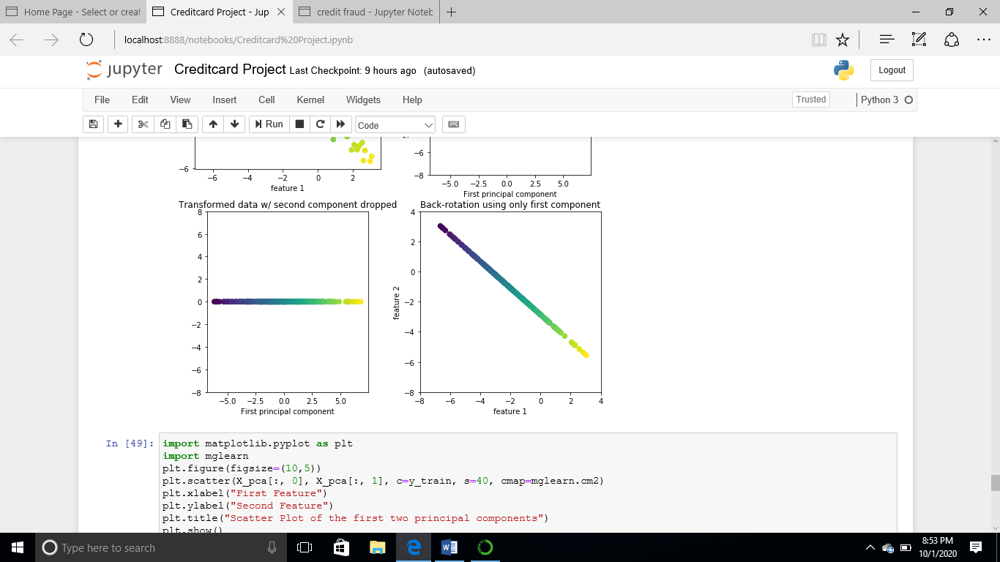 Home Page - Select or creat
Creditcard Project - Jup
credit fraud - Jupyter Noteb
localhost:8888/notebooks/Creditcard%20Project.ipynb
jupyter Creditcard Project Last Checkpoint: 9 hours ago (autosaved)
Logout
File Edit View Insert Cell Kernel Widgets Help
Trusted
Python 3
Run
Code
−6
−6 −4 −2 0 2
feature 1
−6
−8
−5.0 −2.5 0.0 2.5 5.0
First principal component
Transformed data w/ second component dropped
8
6
4
2
0
−2
−4
−6
−8
−5.0 −2.5 0.0 2.5 5.0
First principal component
Back-rotation using only first component
feature 2
4
2
0
−2
−4
−6
−8
−8 −6 −4 −2 0 2 4
feature 1
In [49]:
import matplotlib.pyplot as plt
import mglearn
plt.figure(figsize=(10,5))
plt.scatter(X_pca[:, 0], X_pca[:, 1], c=y_train, s=40, cmap=mglearn.cm2)
plt.xlabel("First Feature")
plt.ylabel("Second Feature")
plt.title("Scatter Plot of the first two principal components")
plt.show()
Type here to search
8:53 PM
10/1/2020